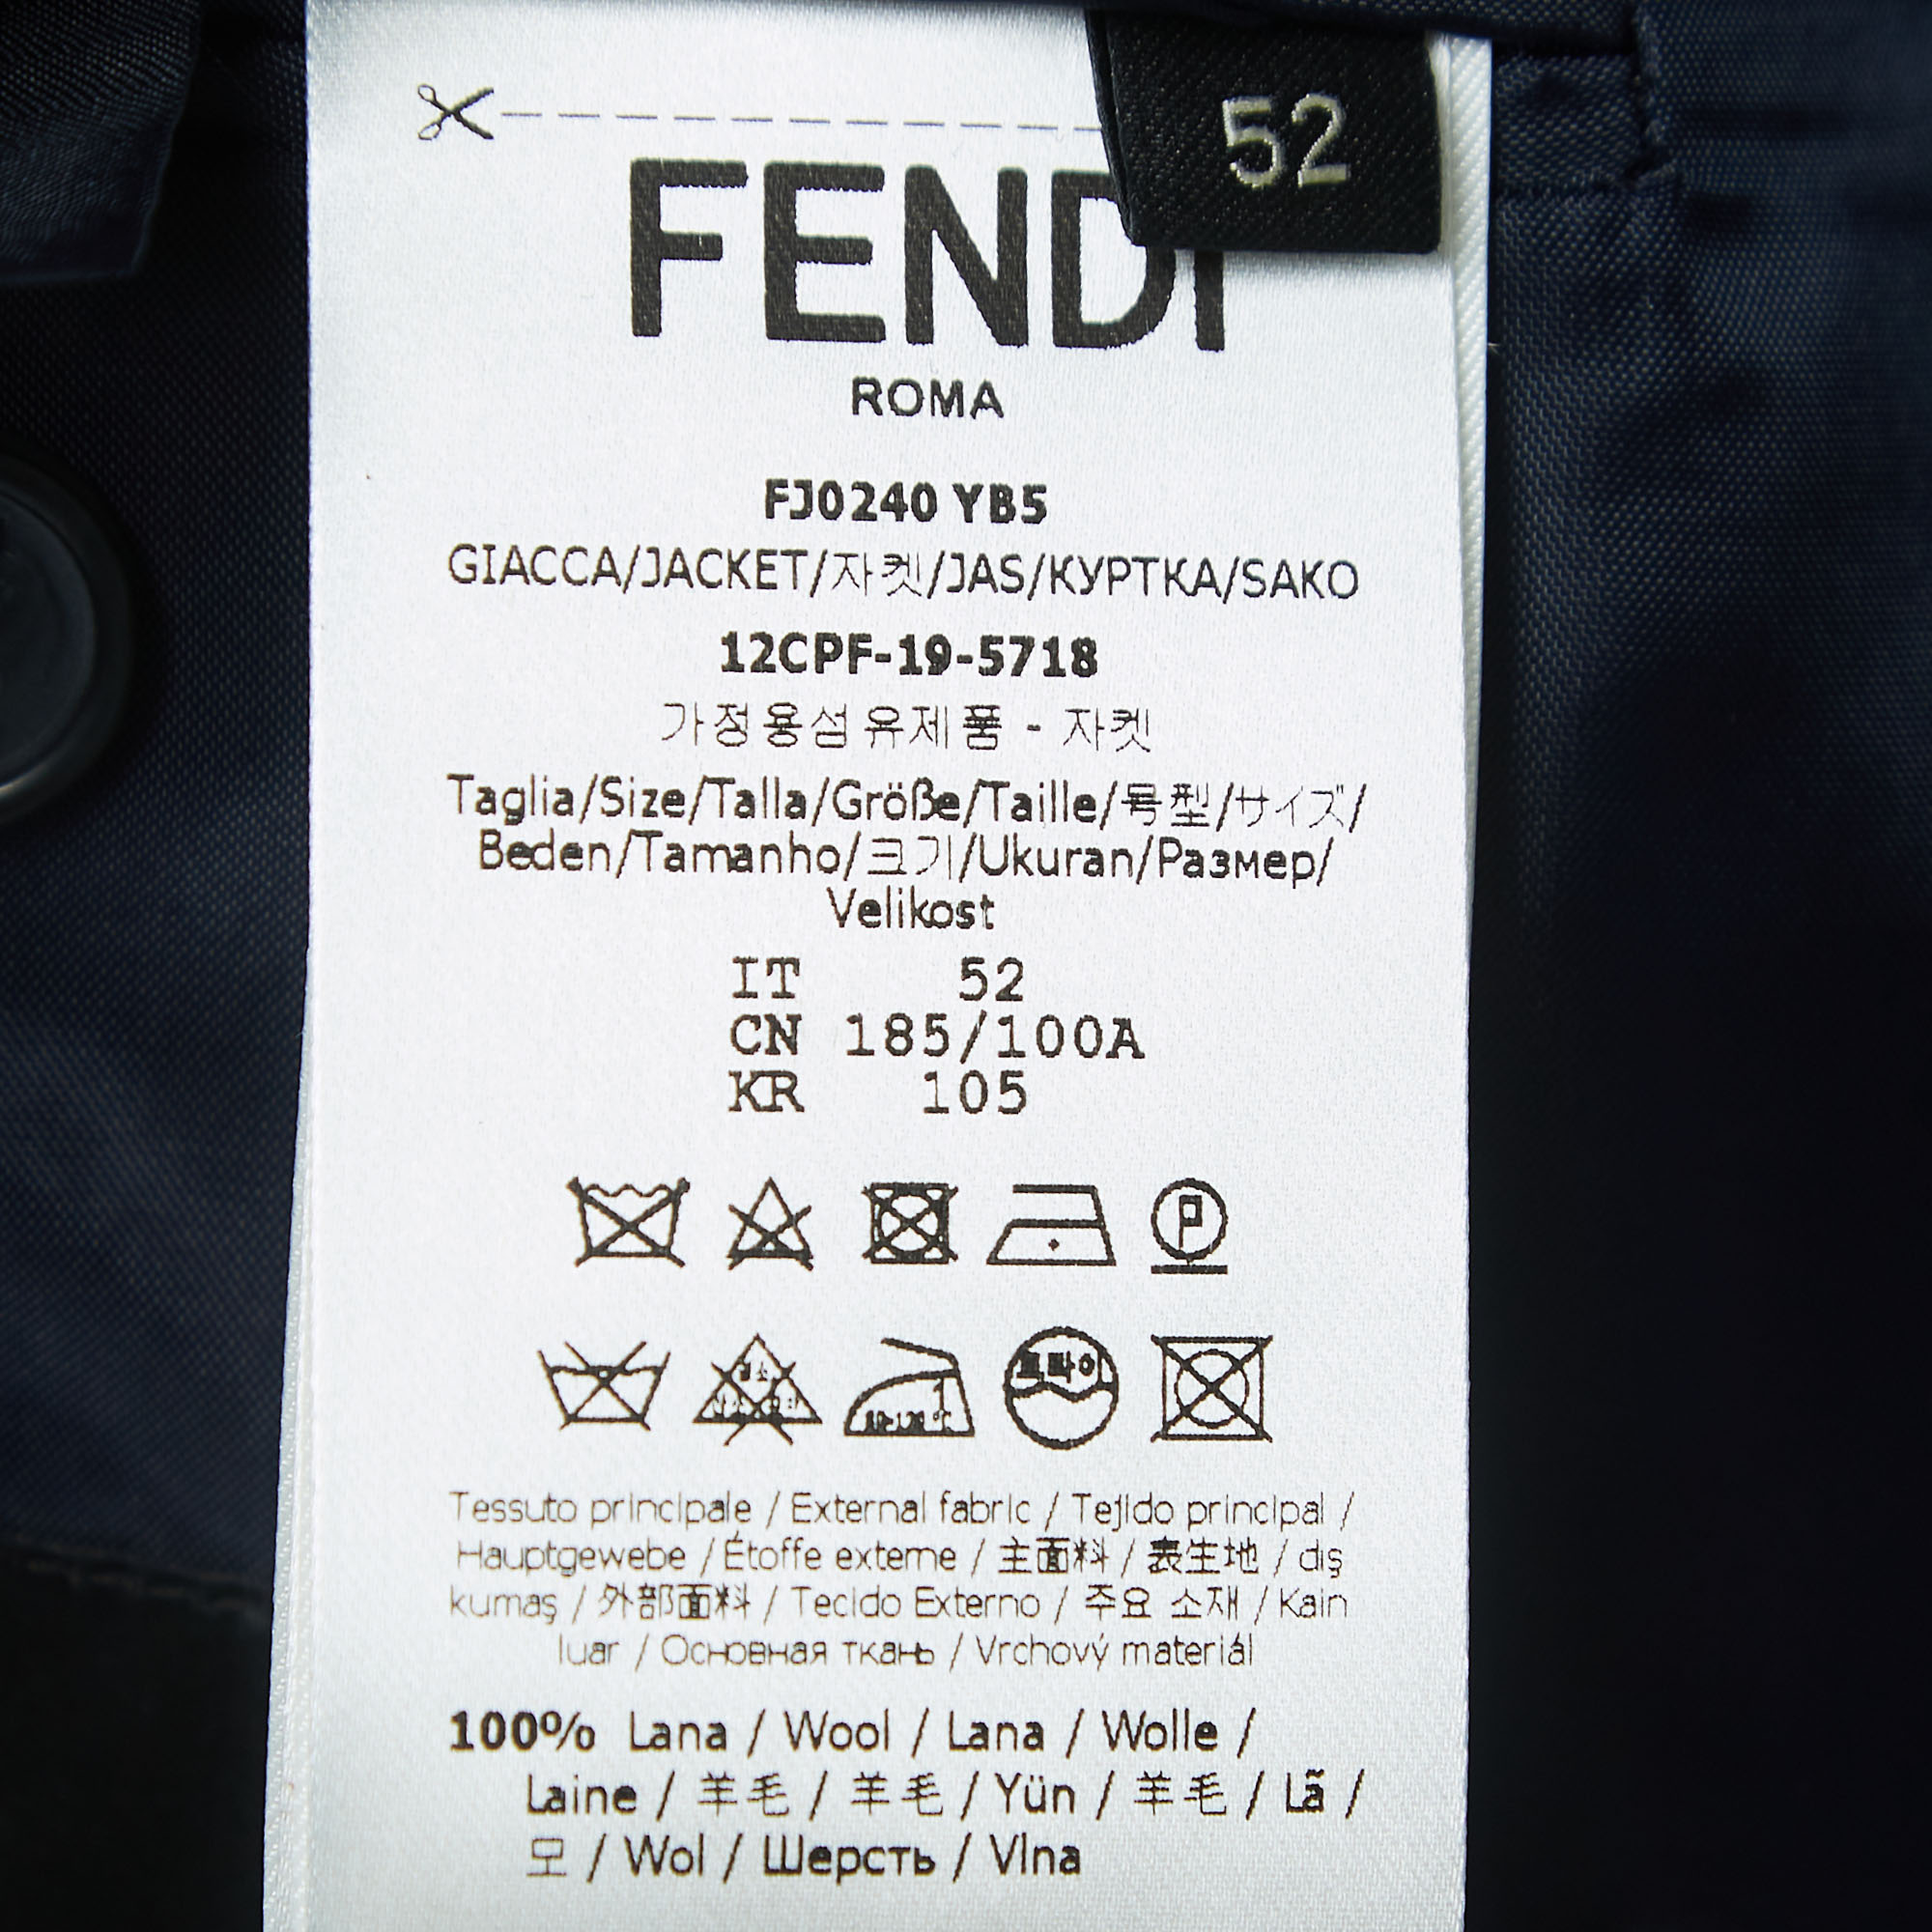 52
FENDI
ROMA
FJ0240 YB5
GIACCA/JACKET/자켓/JAS/КУРТКА/SAKO
12CPF-19-5718
가정용섬유제품 - 자켓
Taglia/Size/Talla/Größe/Taille/号型/サイズ/
Beden/Tamanho/크기/Ukuran/Размер/
Velikost
IT 52
CN 185/100A
KR 105
P
드라이
Tessuto principale / External fabric / Tejido principal /
Hauptgewebe / Étoffe externe / 主面料 / 表生地 / dış
kumaş / 外部面料 / Tecido Externo / 주요 소재 / Kain
luar / Основная ткань / Vrchový materiál
100% Lana / Wool / Lana / Wolle /
Laine / 羊毛 / 羊毛 / Yün / 羊毛 / Lã /
모 / Wol / Шерсть / Vlna